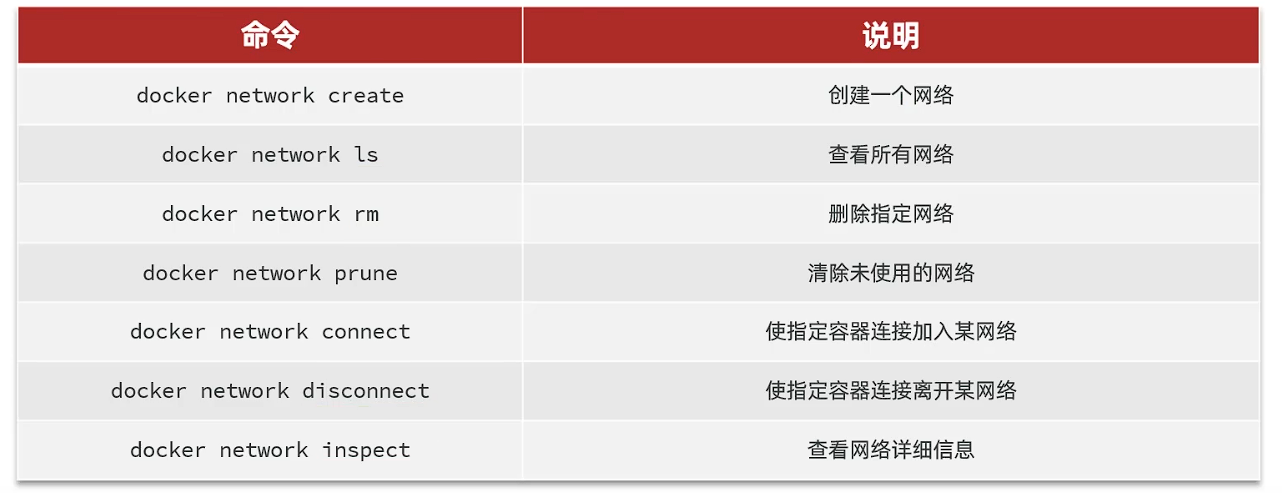 命令 说明
docker network create 创建一个网络
docker network ls 查看所有网络
docker network rm 删除指定网络
docker network prune 清除未使用的网络
docker network connect 使指定容器连接加入某网络
docker network disconnect 使指定容器连接离开某网络
docker network inspect 查看网络详细信息